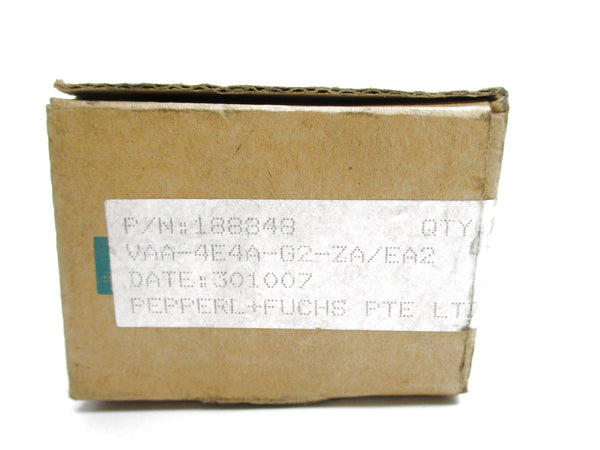 P/N:188848 QTY
VAA-4E4A-G2-ZA/EA2
DATE:301007
PEPPERL+FUCHS PTE LTD